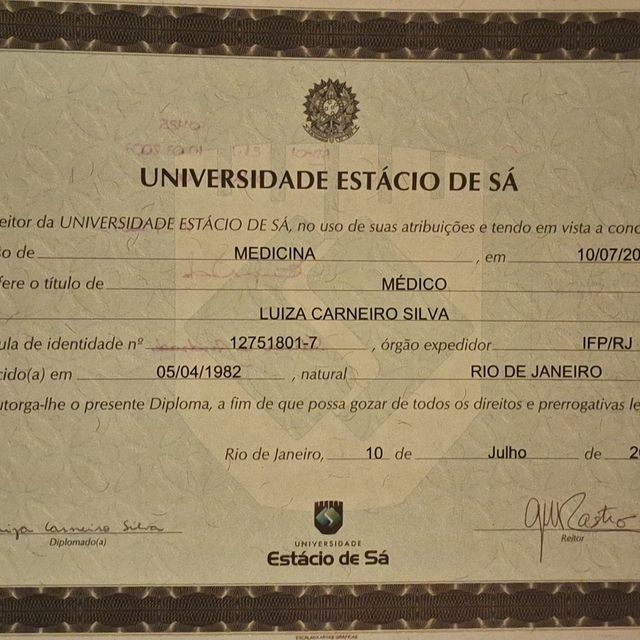 UNIVERSIDADE ESTÁCIO DE SÁ
eitor da UNIVERSIDADE ESTÁCIO DE SÁ, no uso de suas atribuições e tendo em vista a conc
o de MEDICINA , em 10/07/20
fere o título de MÉDICO
LUIZA CARNEIRO SILVA
ula de identidade nº 12751801-7 , órgão expedidor IFP/RJ
cido(a) em 05/04/1982 , natural RIO DE JANEIRO
utorga-lhe o presente Diploma, a fim de que possa gozar de todos os direitos e prerrogativas le
Rio de Janeiro, 10 de Julho de 2
uiza Carneiro Silva
Diplomado(a)
Reitor
UNIVERSIDADE
Estácio de Sá